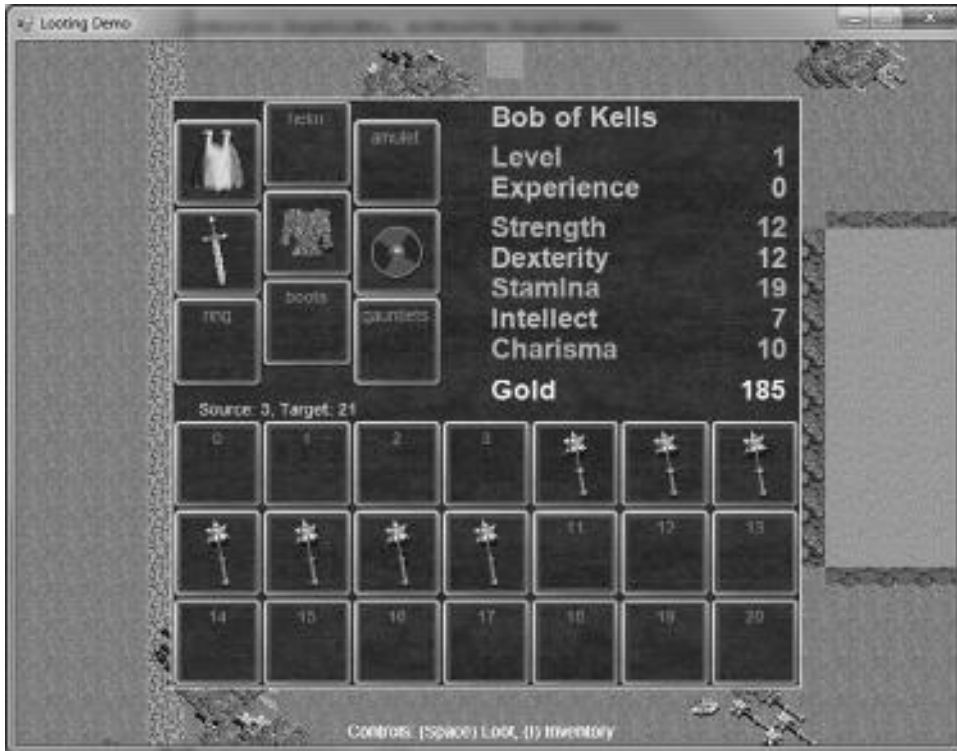 Looting Demo
helm
amulet
boots
ring
gauntlets
Bob of Kells
Level 1
Experience 0
Strength 12
Dexterity 12
Stamina 19
Intellect 7
Charisma 10
Gold 185
Source: 3, Target: 21
0 1 2 3
11 12 13
14 15 16 17 18 19 20
Controls: (Space) Loot, (I) Inventory